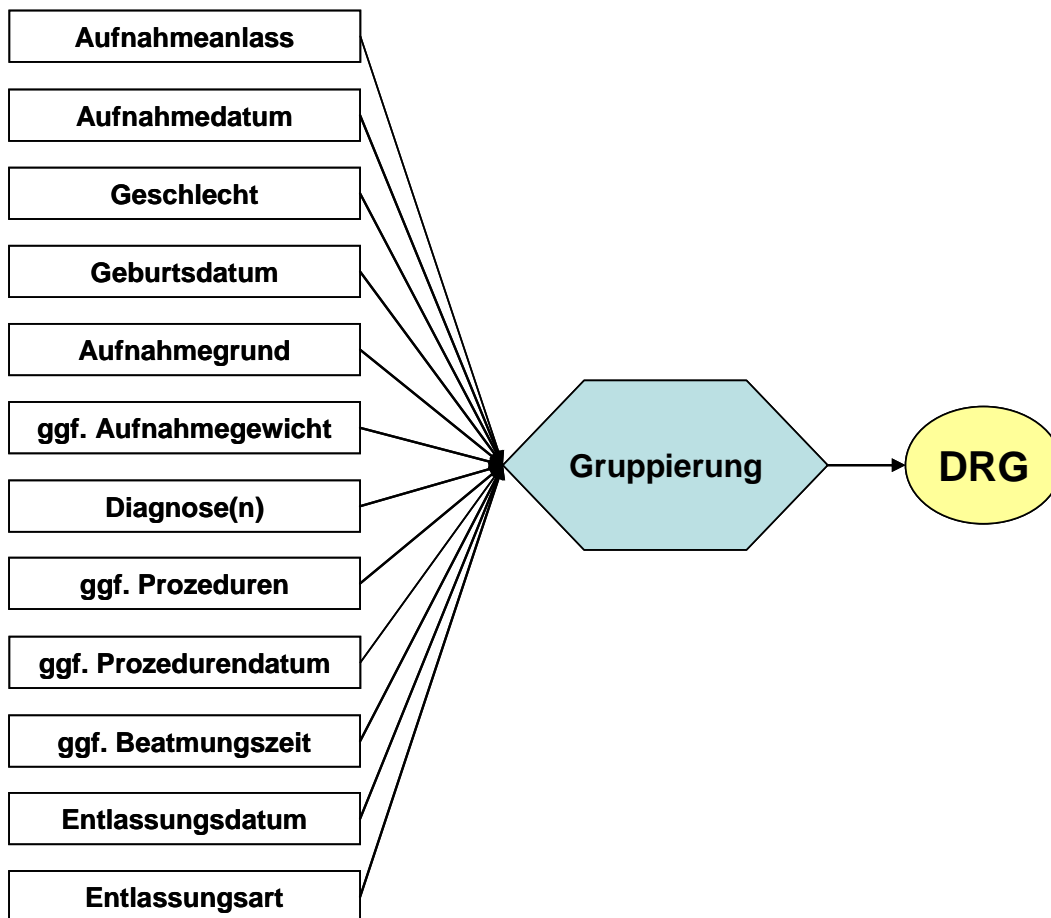 Aufnahmeanlass
Aufnahmedatum
Geschlecht
Geburtsdatum
Aufnahmegrund
ggf. Aufnahmegewicht
Diagnose(n)
ggf. Prozeduren
ggf. Prozedurendatum
ggf. Beatmungszeit
Entlassungsdatum
Entlassungsart
Gruppierung
DRG